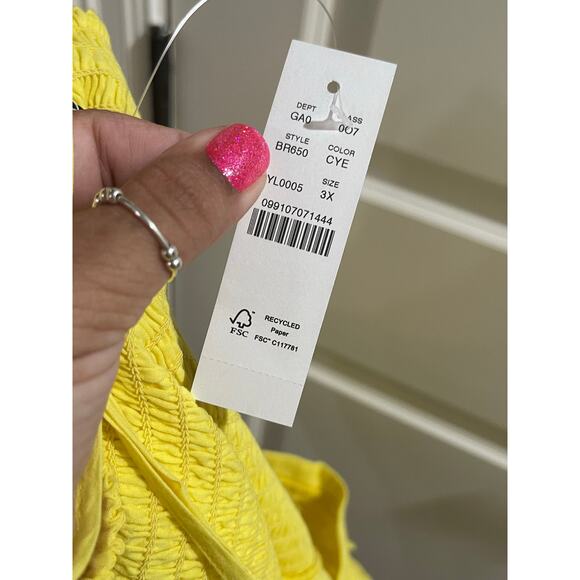 DEPT
GA0 007
STYLE COLOR
BR650 CYE
YL0005 SIZE
3X
099107071444
FSC™
RECYCLED
Paper
FSC® C117781